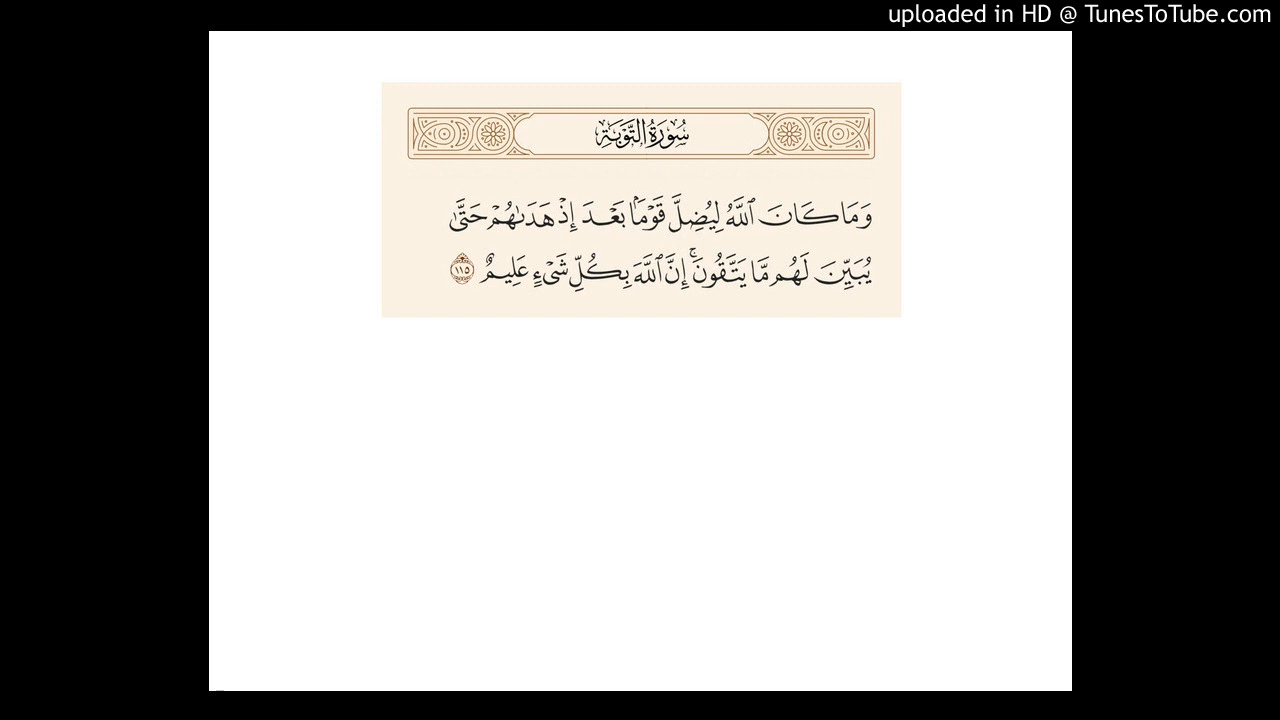 uploaded in HD @ TunesToTube.com
سُورَةُ التَّوْبَةِ
وَمَا كَانَ ٱللَّهُ لِيُضِلَّ قَوْمَۢا بَعْدَ إِذْ هَدَىٰهُمْ حَتَّىٰ
يُبَيِّنَ لَهُم مَّا يَتَّقُونَۚ إِنَّ ٱللَّهَ بِكُلِّ شَىْءٍ عَلِيمٌ ١١٥